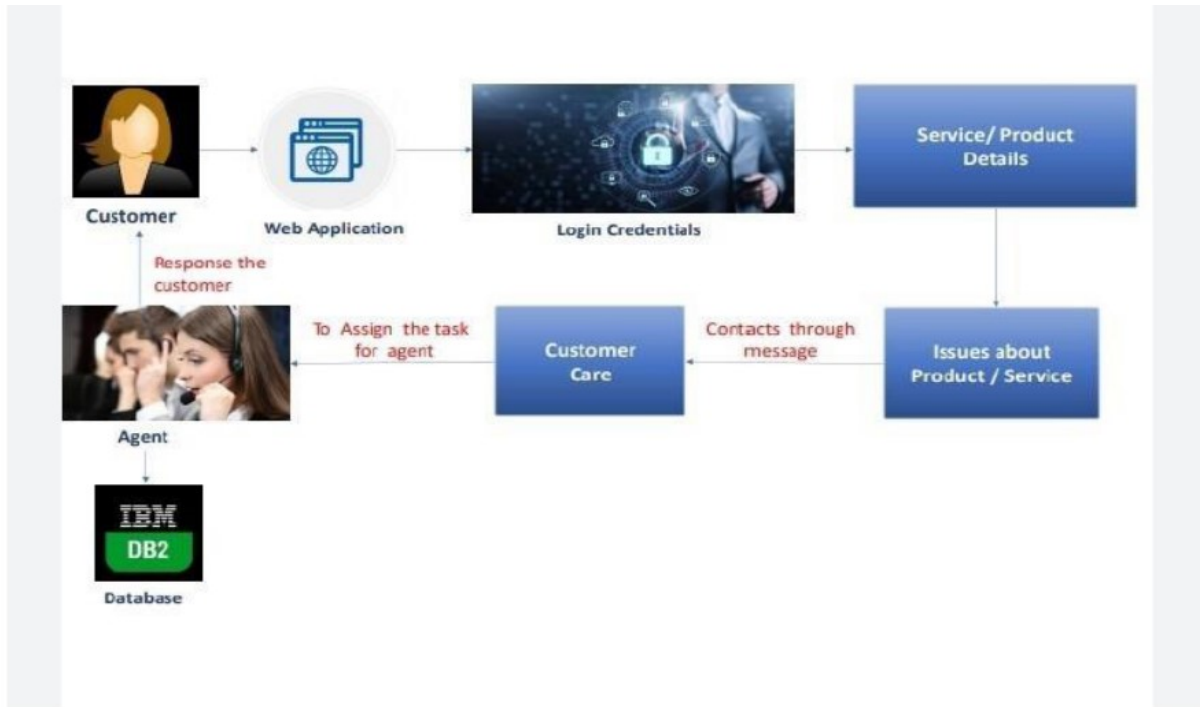 Customer
Web Application
Login Credentials
Service/ Product
Details
Response the
customer
To Assign the task
for agent
Customer
Care
Contacts through
message
Issues about
Product / Service
Agent
IBM
DB2
Database